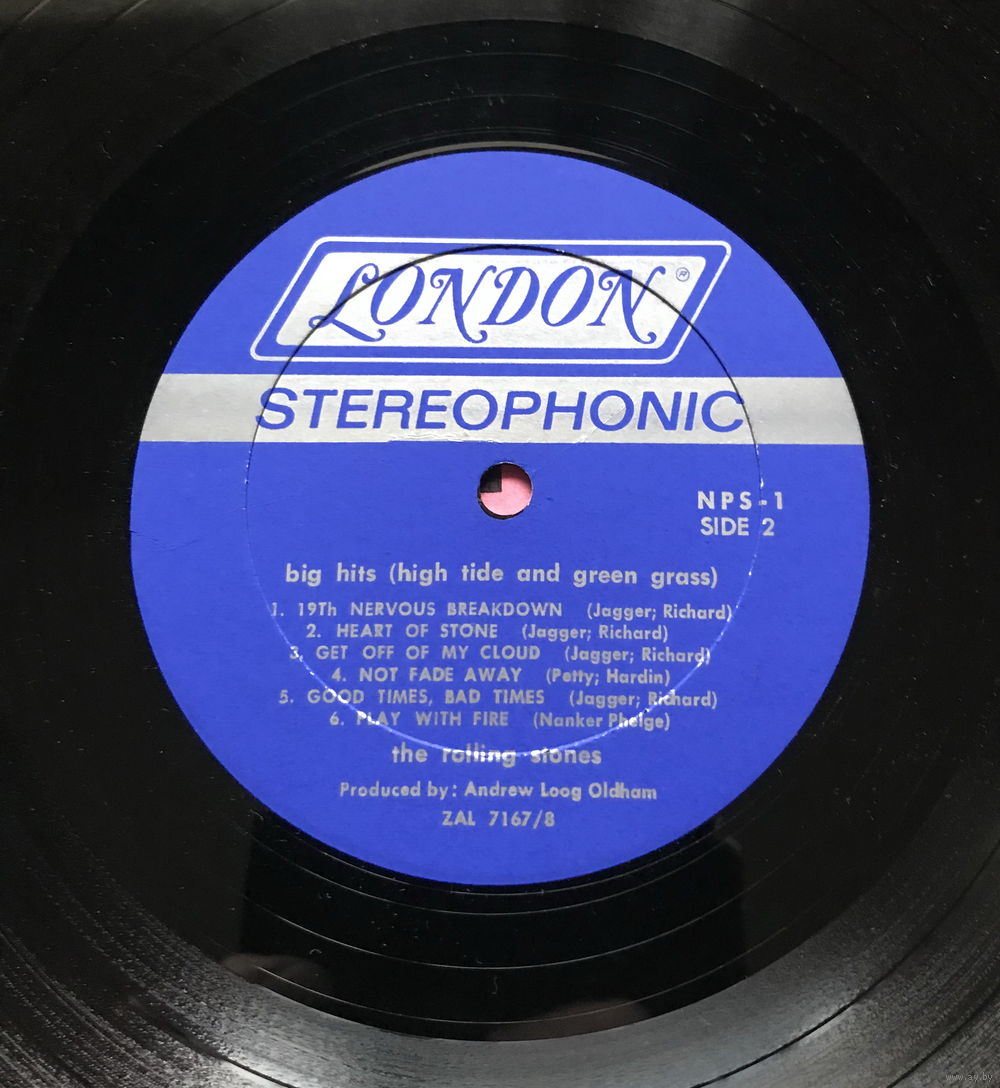 LONDON ®
STEREOPHONIC
NPS-1
SIDE 2
big hits (high tide and green grass)
1. 19Th NERVOUS BREAKDOWN (Jagger; Richard)
2. HEART OF STONE (Jagger; Richard)
3. GET OFF OF MY CLOUD (Jagger; Richard)
4. NOT FADE AWAY (Petty; Hardin)
5. GOOD TIMES, BAD TIMES (Jagger; Richard)
6. PLAY WITH FIRE (Nanker Phelge)
the rolling stones
Produced by: Andrew Loog Oldham
ZAL 7167/8
www.ay.by